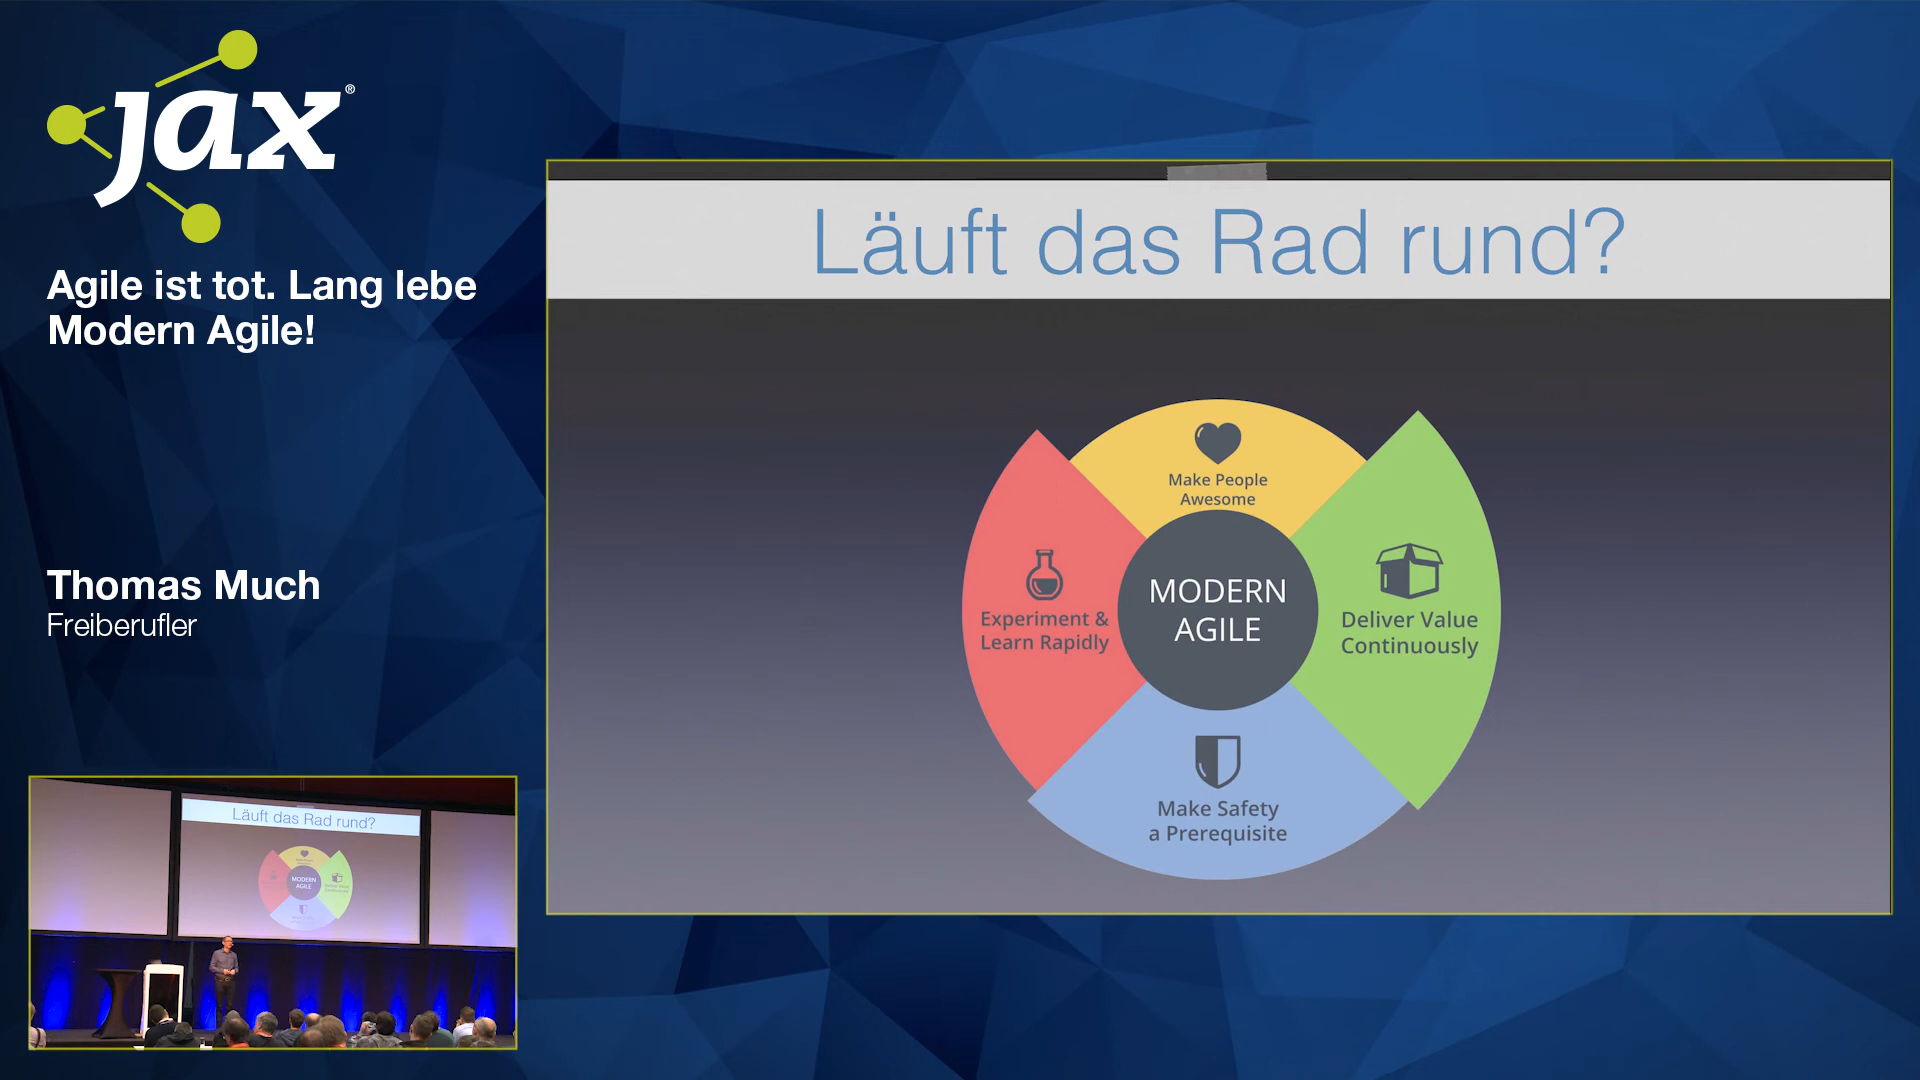 jax®
Agile ist tot. Lang lebe
Modern Agile!
Thomas Much
Freiberufler
Läuft das Rad rund?
Make People
Awesome
Experiment &
Learn Rapidly
MODERN
AGILE
Deliver Value
Continuously
Make Safety
a Prerequisite
Läuft das Rad rund?
MODERN
AGILE